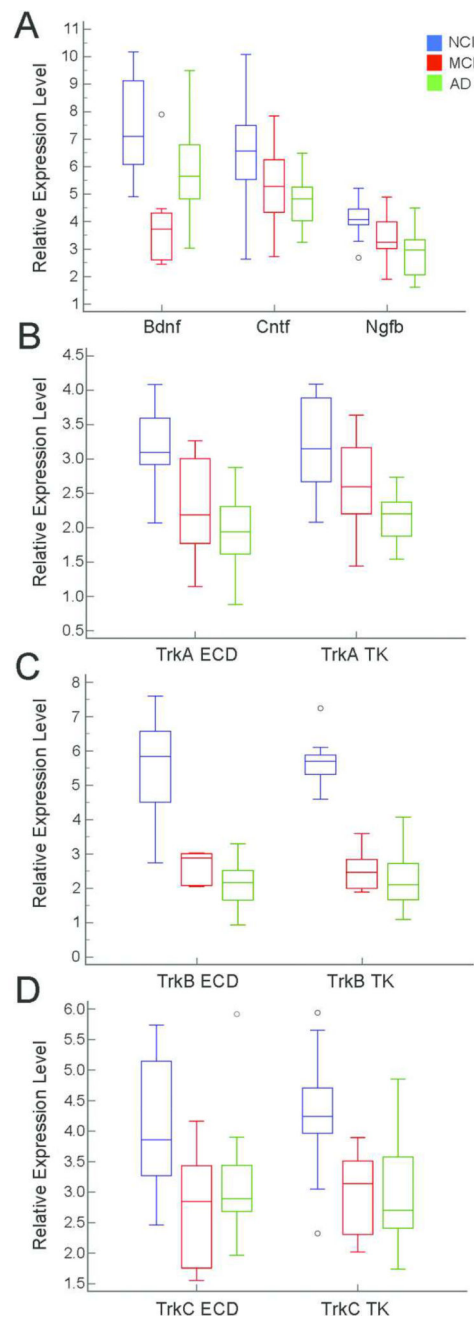 A
Relative Expression Level
11
10
9
8
7
6
5
4
3
2
1
NCI
MCI
AD
Bdnf Cntf Ngfb
B
Relative Expression Level
4.5
4.0
3.5
3.0
2.5
2.0
1.5
1.0
0.5
TrkA ECD TrkA TK
C
Relative Expression Level
8
7
6
5
4
3
2
1
0
TrkB ECD TrkB TK
D
Relative Expression Level
6.0
5.5
5.0
4.5
4.0
3.5
3.0
2.5
2.0
1.5
TrkC ECD TrkC TK